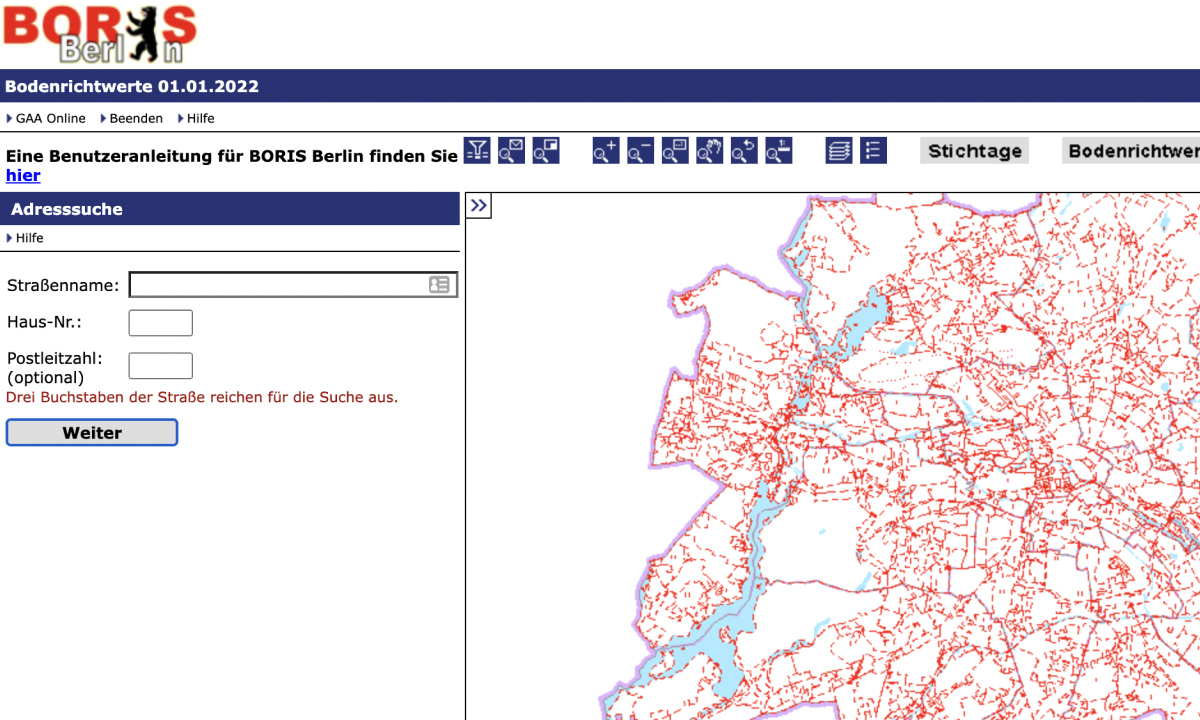 BORIS
Berlin
Bodenrichtwerte 01.01.2022
GAA Online Beenden Hilfe
Eine Benutzeranleitung für BORIS Berlin finden Sie
hier
Stichtage
Bodenrichtwer
Adresssuche
Hilfe
Straßenname:
Haus-Nr.:
Postleitzahl:
(optional)
Drei Buchstaben der Straße reichen für die Suche aus.
Weiter